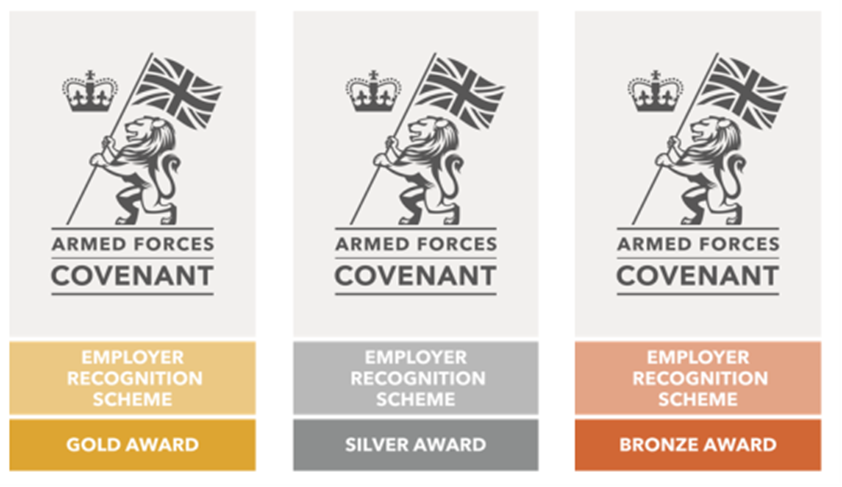 ARMED FORCES
COVENANT
EMPLOYER
RECOGNITION
SCHEME
GOLD AWARD
ARMED FORCES
COVENANT
EMPLOYER
RECOGNITION
SCHEME
SILVER AWARD
ARMED FORCES
COVENANT
EMPLOYER
RECOGNITION
SCHEME
BRONZE AWARD